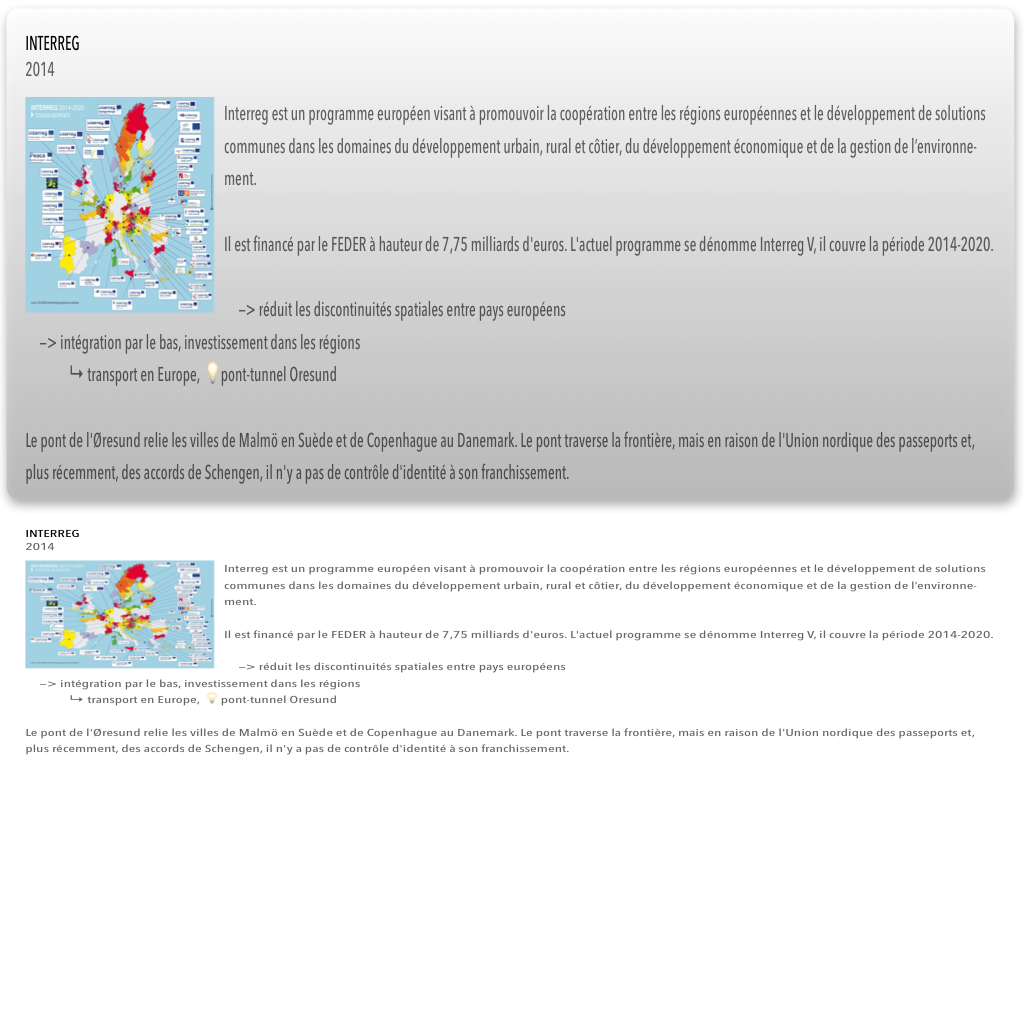 INTERREG
2014
INTERREG 2014-2020
CROSS-BORDER
Interreg est un programme européen visant à promouvoir la coopération entre les régions européennes et le développement de solutions
communes dans les domaines du développement urbain, rural et côtier, du développement économique et de la gestion de l’environne-
ment.
Il est financé par le FEDER à hauteur de 7,75 milliards d'euros. L'actuel programme se dénomme Interreg V, il couvre la période 2014-2020.
—> réduit les discontinuités spatiales entre pays européens
—> intégration par le bas, investissement dans les régions
↳ transport en Europe, 💡pont-tunnel Oresund
Le pont de l'Øresund relie les villes de Malmö en Suède et de Copenhague au Danemark. Le pont traverse la frontière, mais en raison de l'Union nordique des passeports et,
plus récemment, des accords de Schengen, il n'y a pas de contrôle d'identité à son franchissement.
INTERREG
2014
Interreg est un programme européen visant à promouvoir la coopération entre les régions européennes et le développement de solutions
communes dans les domaines du développement urbain, rural et côtier, du développement économique et de la gestion de l’environne-
ment.
Il est financé par le FEDER à hauteur de 7,75 milliards d'euros. L'actuel programme se dénomme Interreg V, il couvre la période 2014-2020.
—> réduit les discontinuités spatiales entre pays européens
—> intégration par le bas, investissement dans les régions
↳ transport en Europe, 💡pont-tunnel Oresund
Le pont de l'Øresund relie les villes de Malmö en Suède et de Copenhague au Danemark. Le pont traverse la frontière, mais en raison de l'Union nordique des passeports et,
plus récemment, des accords de Schengen, il n'y a pas de contrôle d'identité à son franchissement.